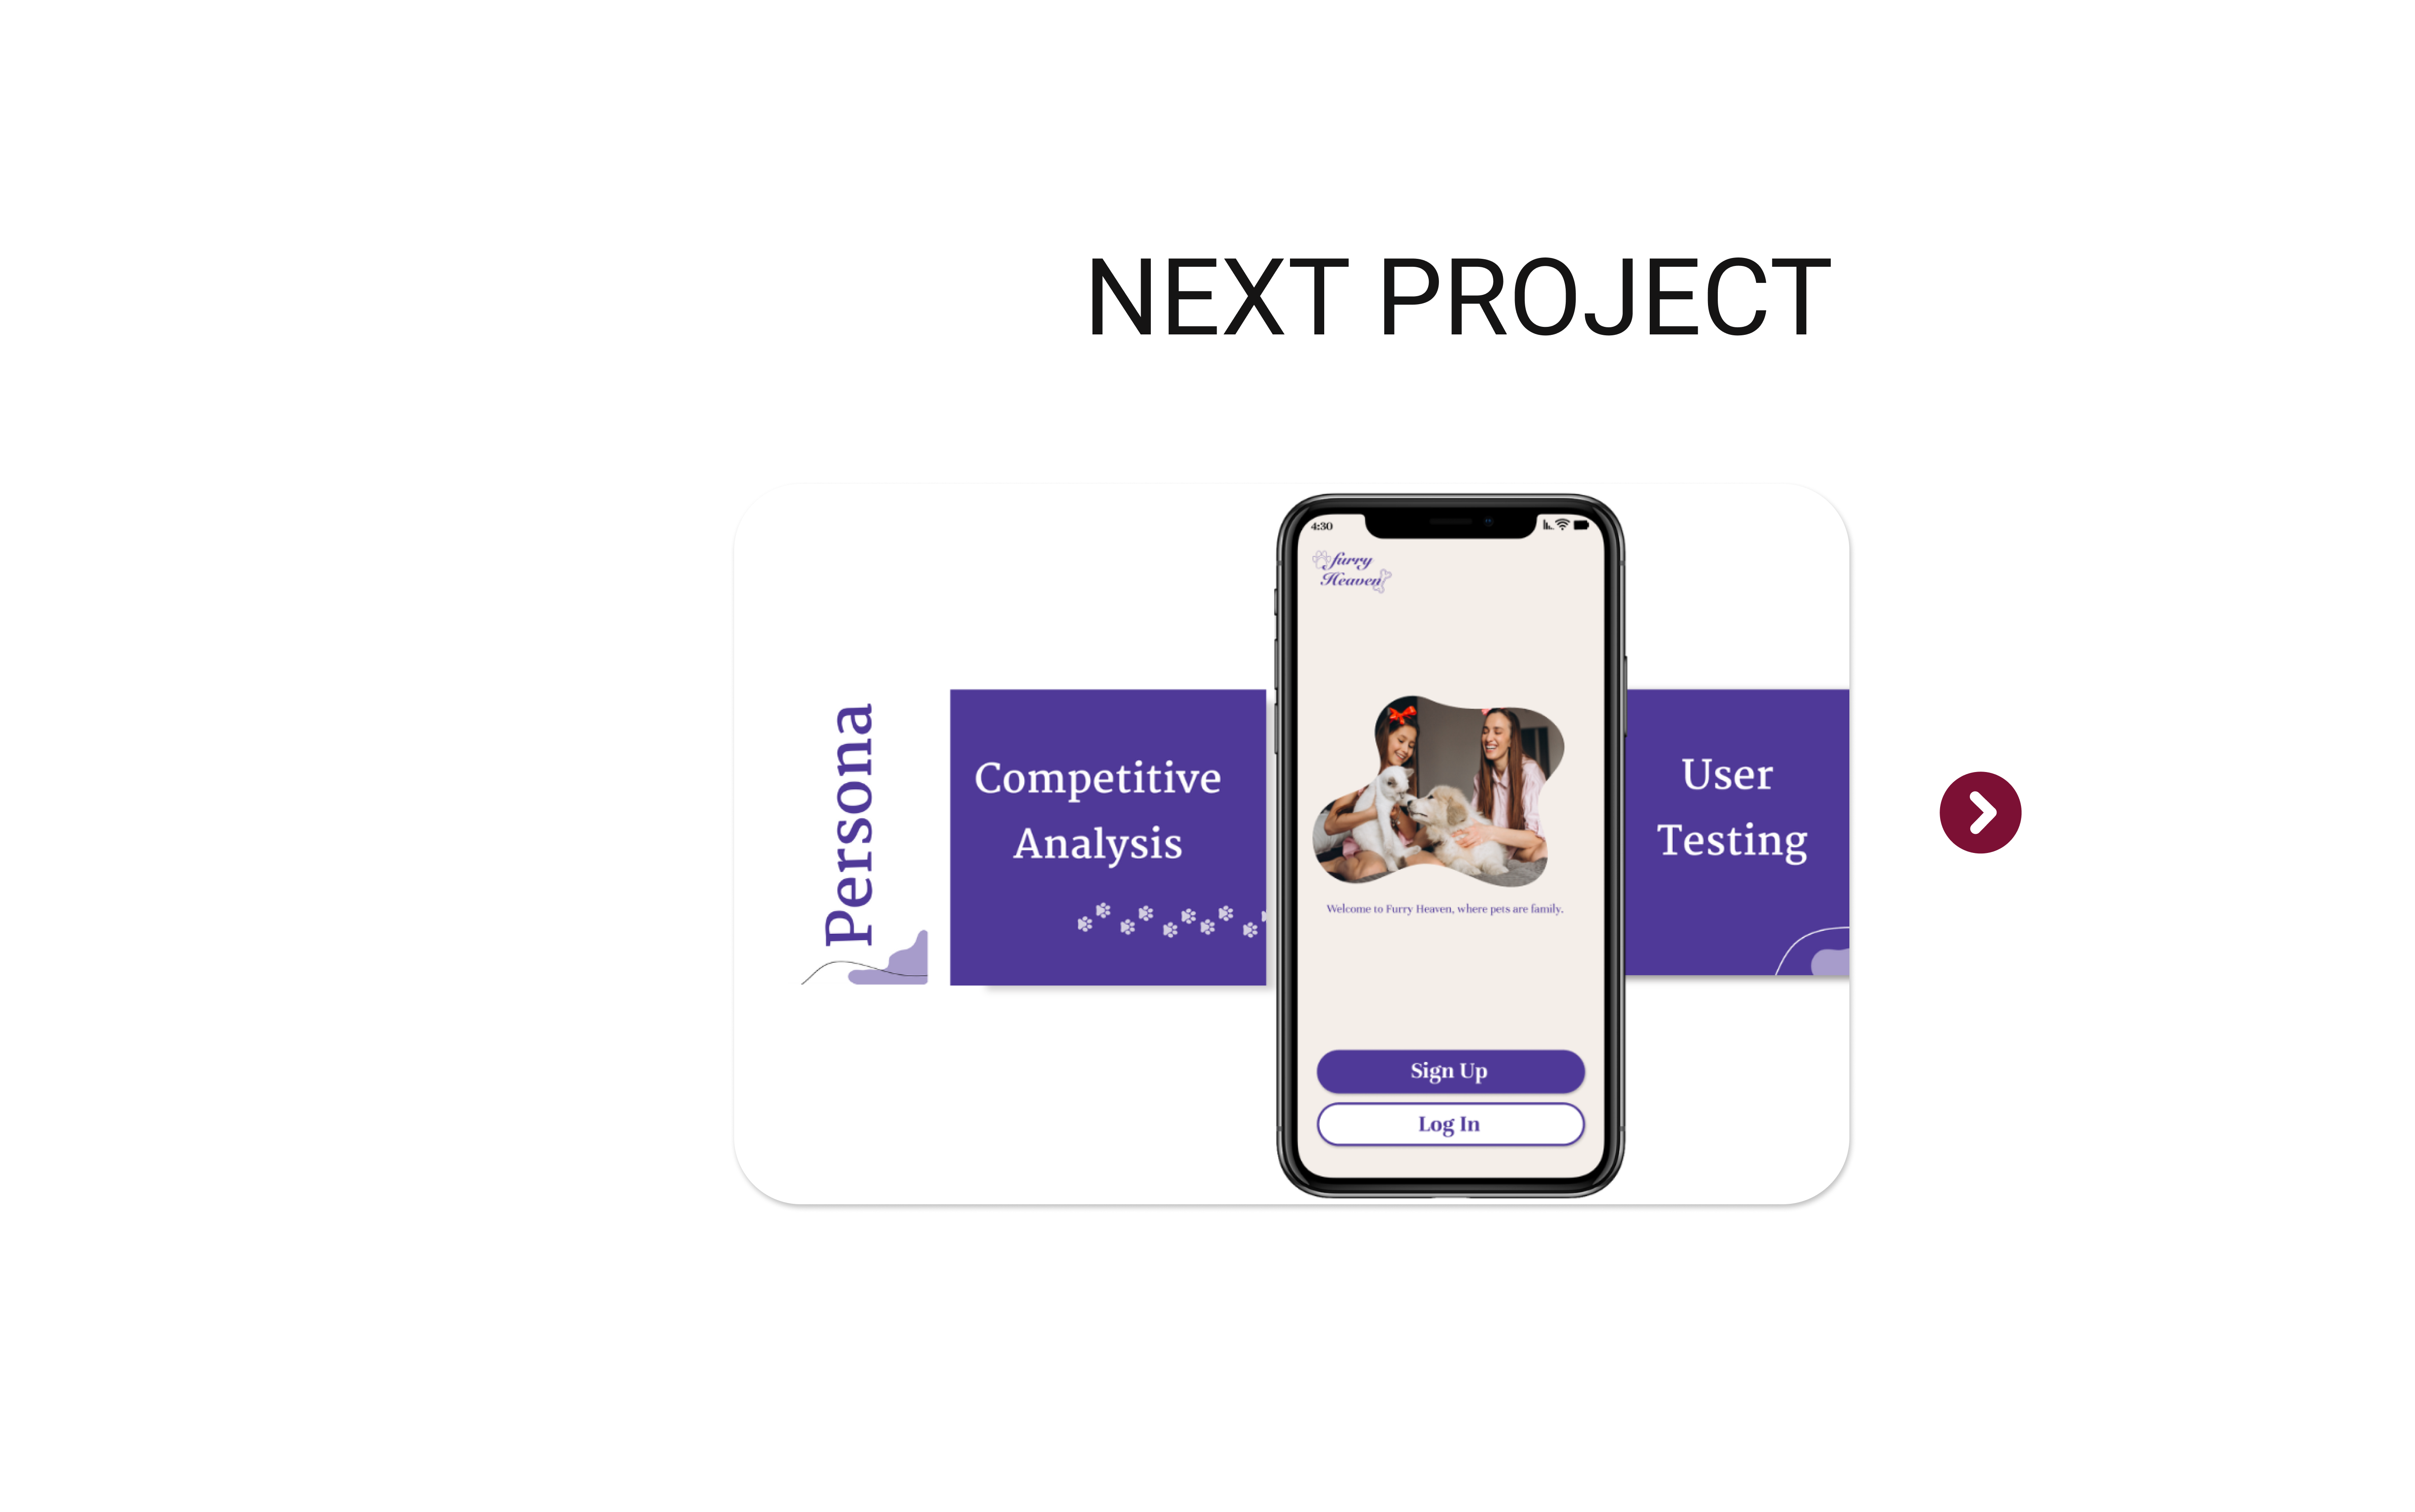 NEXT PROJECT
Persona
Competitive
Analysis
4:30
furry
Heaven
Welcome to Furry Heaven, where pets are family.
Sign Up
Log In
User
Testing